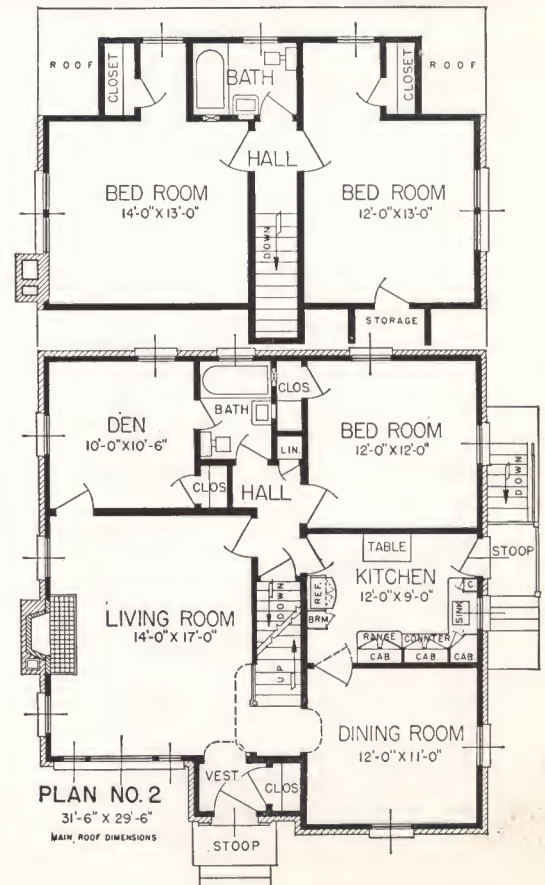 ROOF
CLOSET
BATH
CLOSET
ROOF
HALL
BED ROOM
14'-0"X13'-0"
BED ROOM
12'-0"X13'-0"
DOWN
STORAGE
DEN
10'-0"X10'-6"
BATH
CLOS.
BED ROOM
12'-0"X12'-0"
LIN.
CLOS
HALL
DOWN
STOOP
TABLE
KITCHEN
12'-0"X9'-0"
REF.
BRM
C
SINK
RANGE
COUNTER
CAB.
CAB.
CAB
LIVING ROOM
14'-0"X17'-0"
DOWN
UP
DINING ROOM
12'-0"X11'-0"
VEST.
CLOS
STOOP
PLAN NO. 2
31'-6" X 29'-6"
MAIN ROOF DIMENSIONS